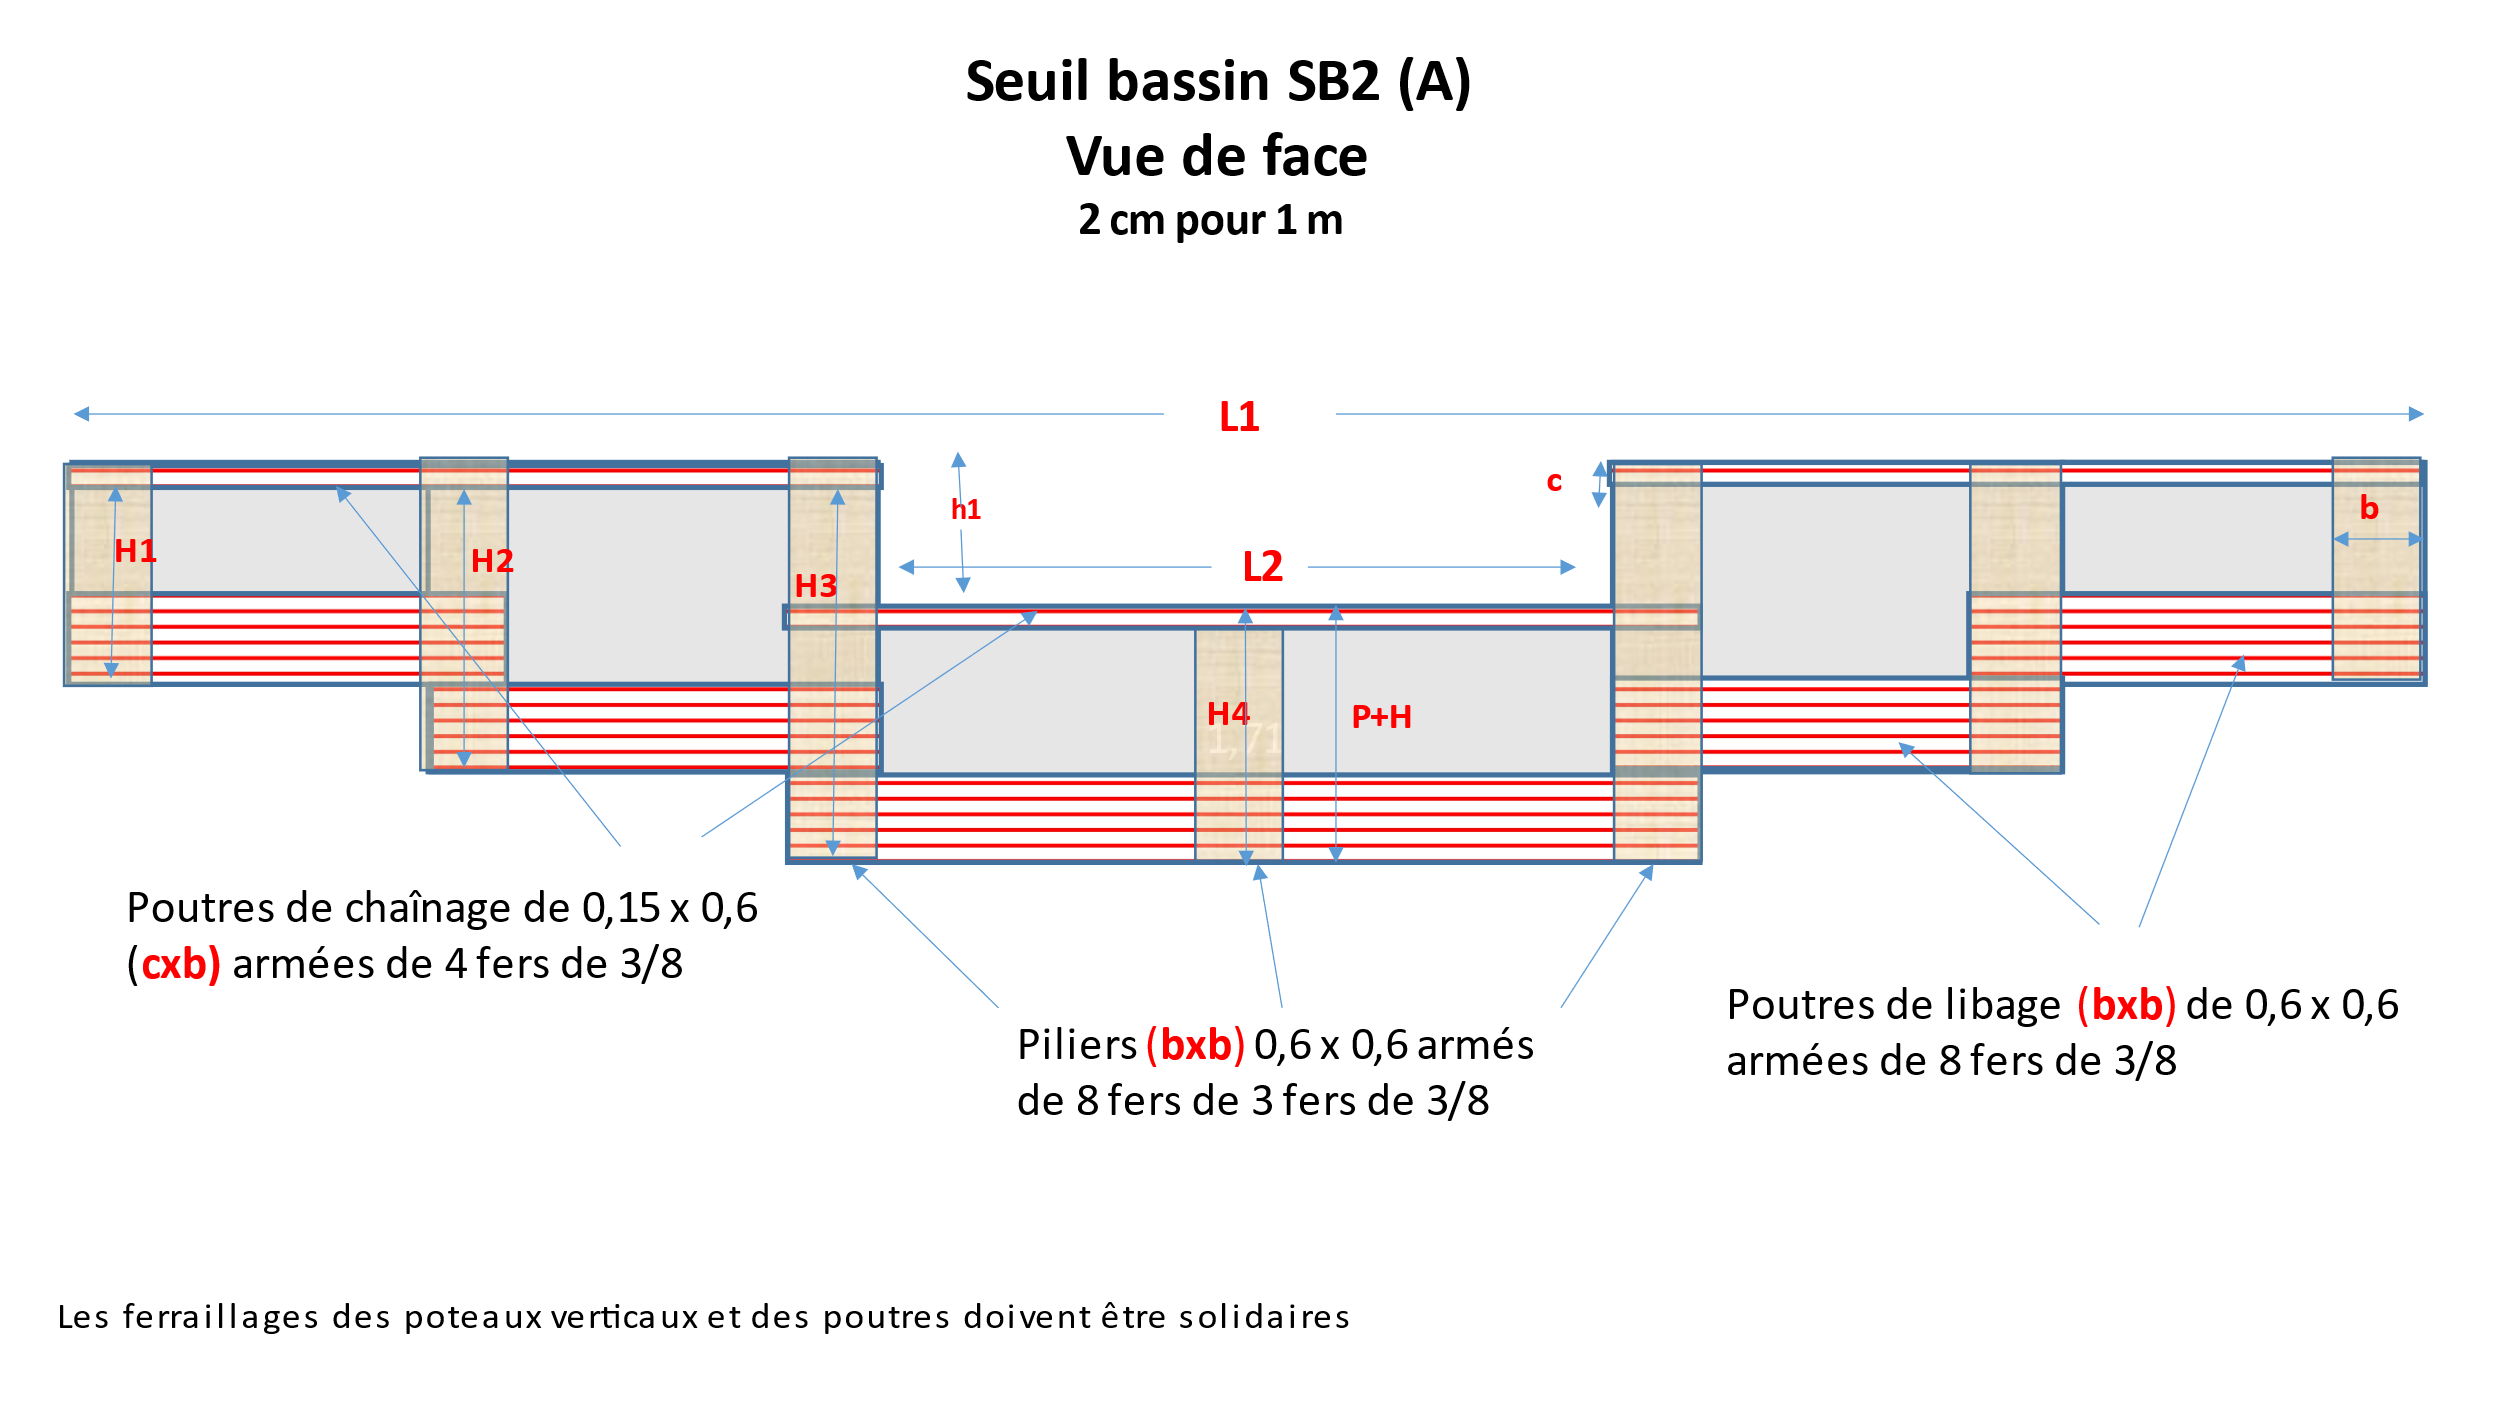 Seuil bassin SB2 (A)
Vue de face
2 cm pour 1 m
L1
c
h1
b
H1
H2
L2
H3
H4
P+H
1,71
Poutres de chaînage de 0,15 x 0,6
(cxb) armées de 4 fers de 3/8
Piliers (bxb) 0,6 x 0,6 armés
de 8 fers de 3 fers de 3/8
Poutres de libage (bxb) de 0,6 x 0,6
armées de 8 fers de 3/8
Les ferraillages des poteaux verticaux et des poutres doivent être solidaires